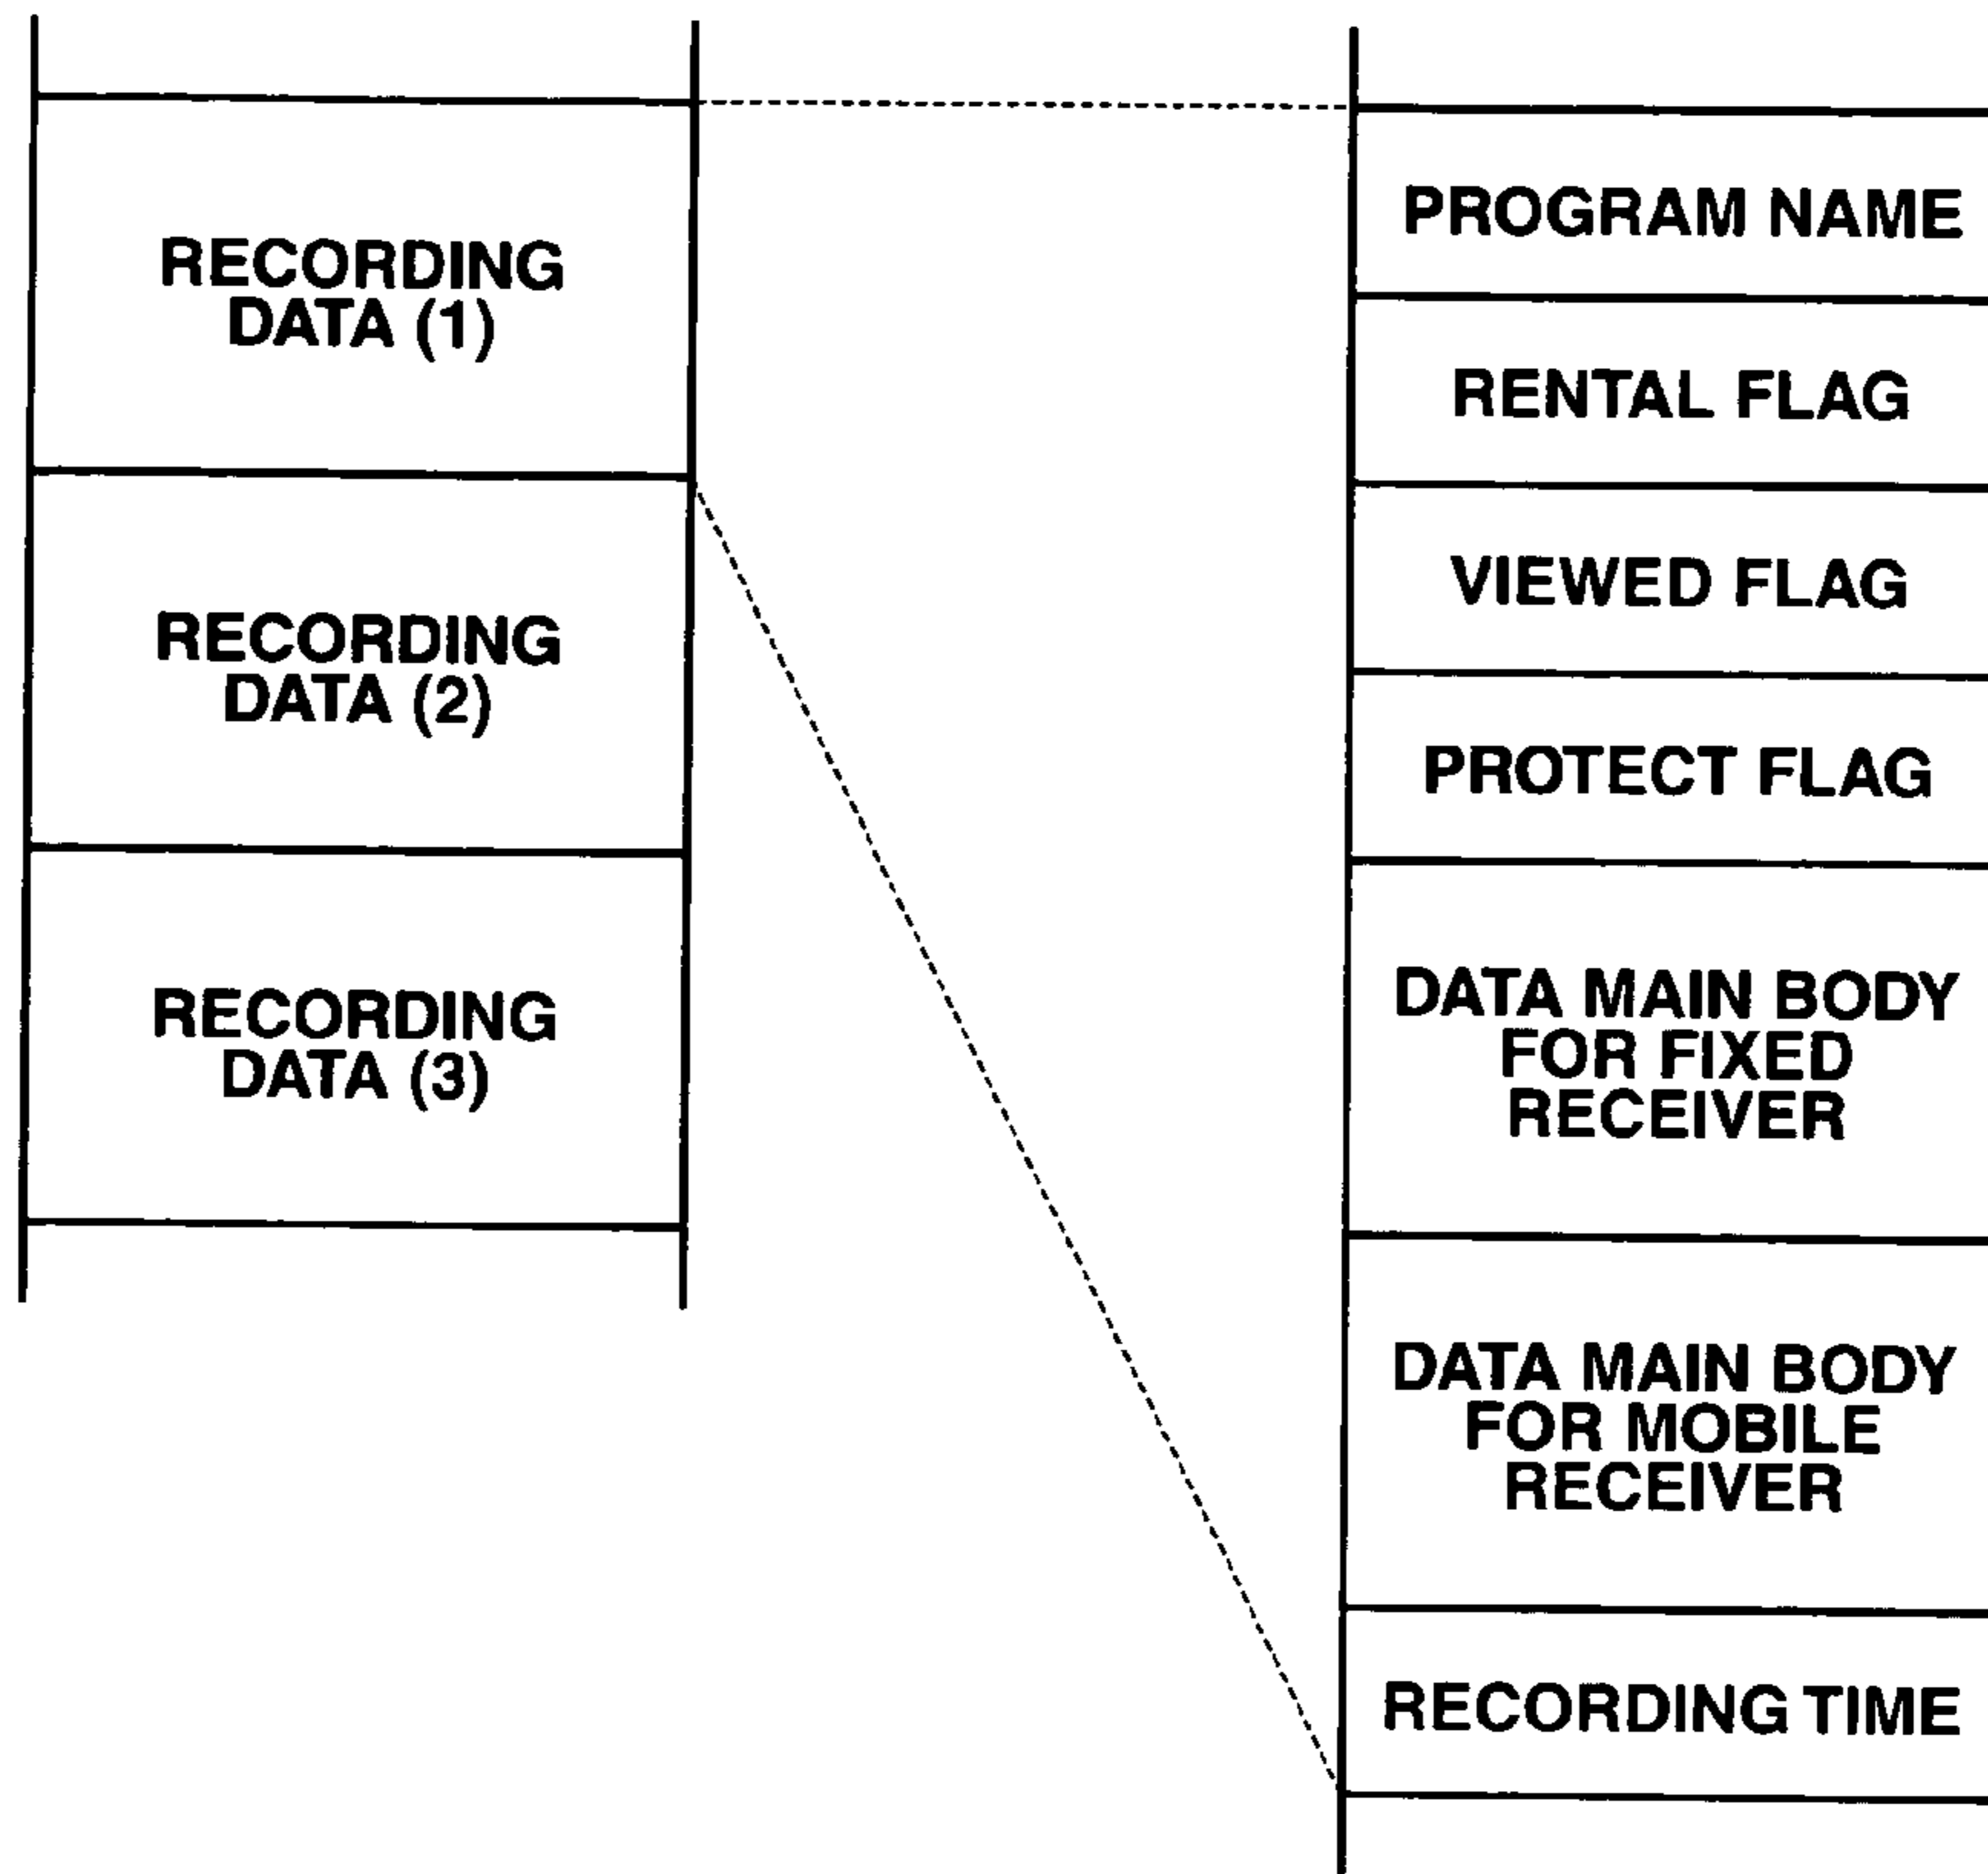 RECORDING
DATA (1)
RECORDING
DATA (2)
RECORDING
DATA (3)
PROGRAM NAME
RENTAL FLAG
VIEWED FLAG
PROTECT FLAG
DATA MAIN BODY
FOR FIXED
RECEIVER
DATA MAIN BODY
FOR MOBILE
RECEIVER
RECORDING TIME